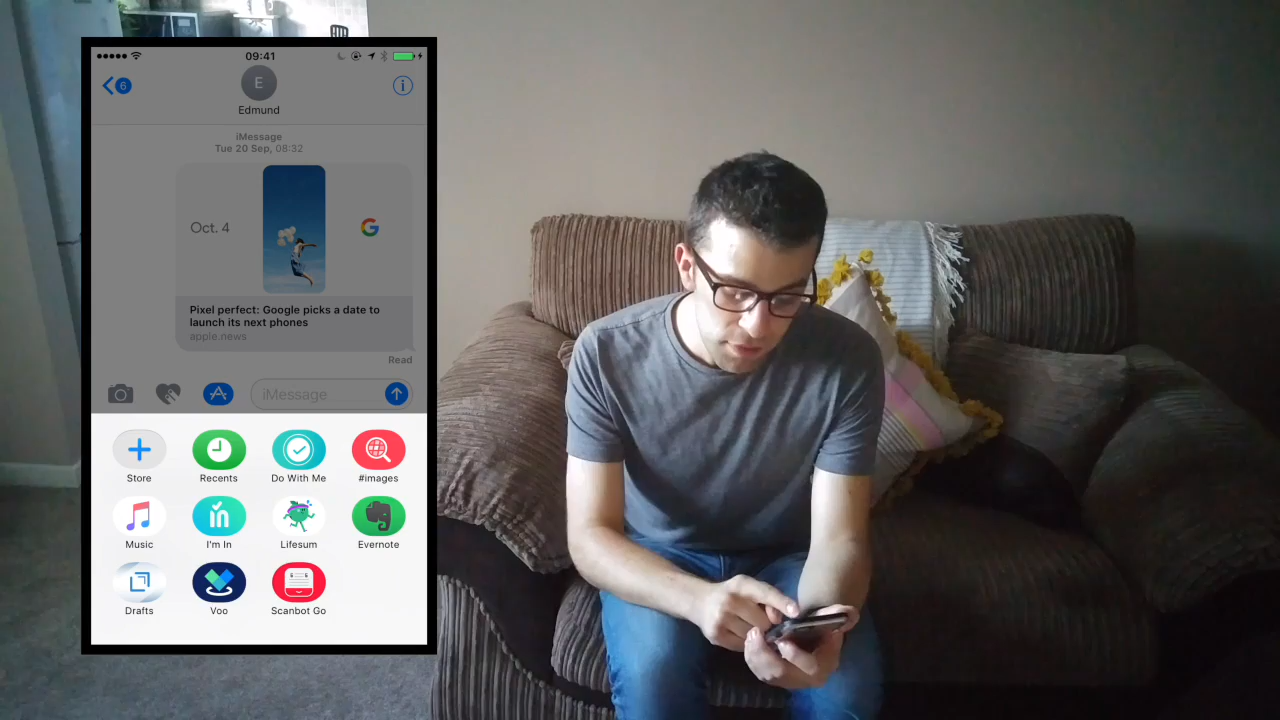 09:41
6
E
Edmund
iMessage
Tue 20 Sep, 08:32
Oct. 4
G
Pixel perfect: Google picks a date to
launch its next phones
apple.news
Read
iMessage
Store
Recents
Do With Me
#images
Music
in
I'm In
Lifesum
Evernote
Drafts
Voo
Scanbot Go